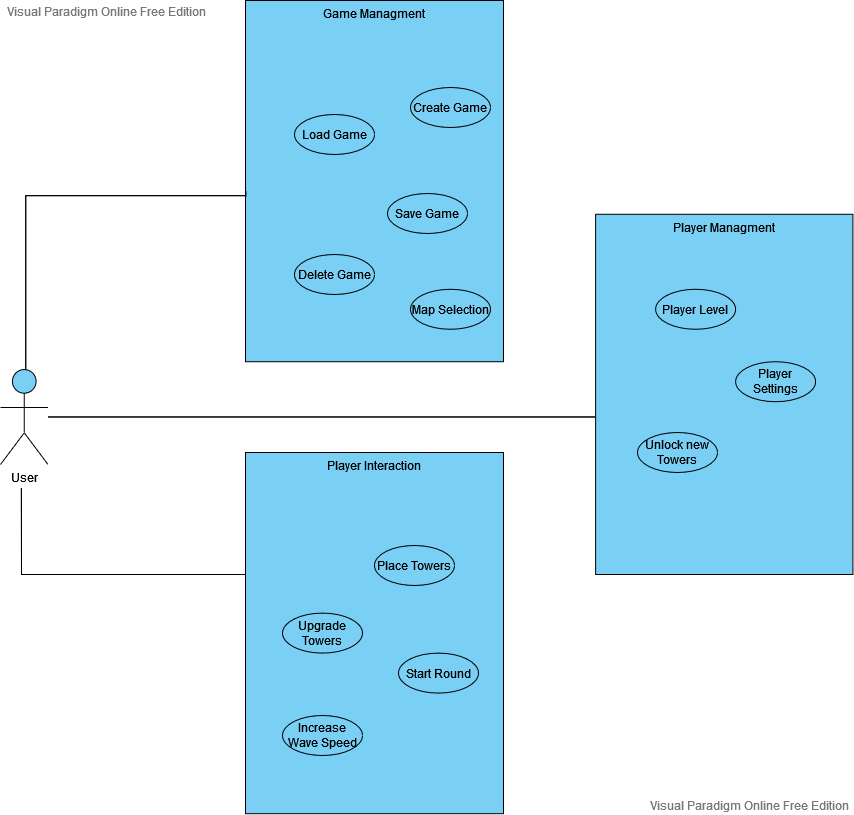 Visual Paradigm Online Free Edition
Game Managment
Create Game
Load Game
Save Game
Delete Game
Map Selection
Player Managment
Player Level
Player
Settings
Unlock new
Towers
User
Player Interaction
Place Towers
Upgrade
Towers
Start Round
Increase
Wave Speed
Visual Paradigm Online Free Edition